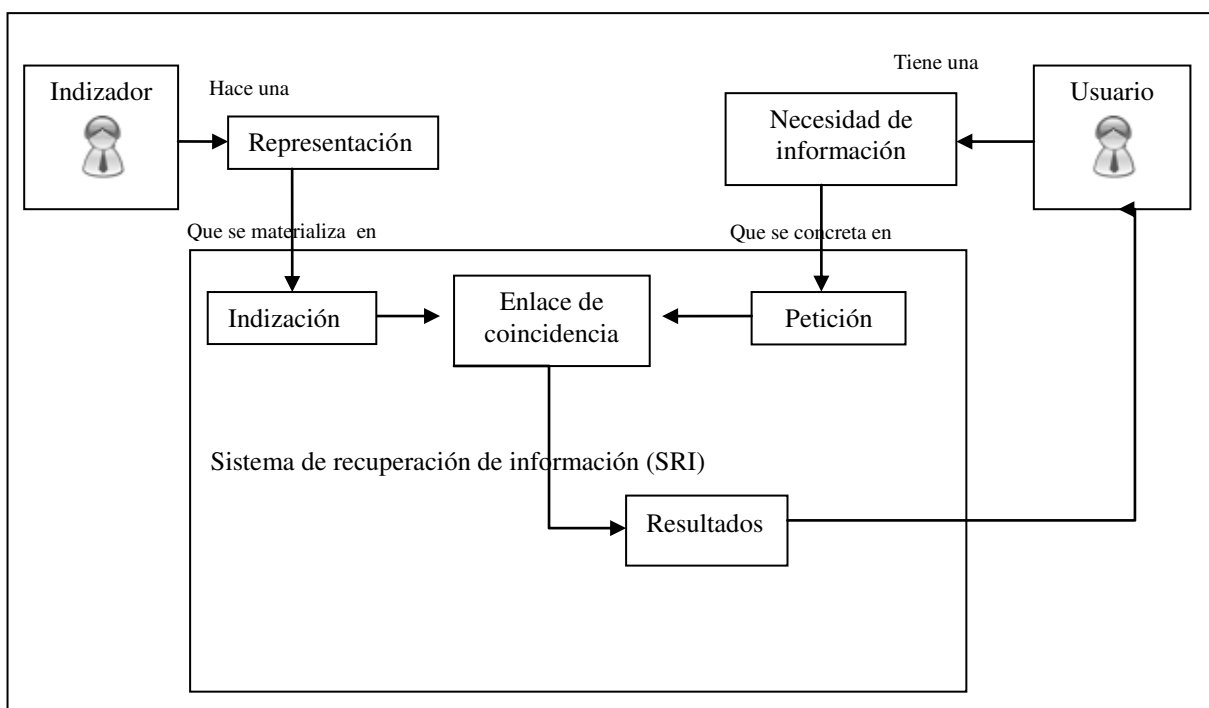 Indizador
Hace una
Representación
Tiene una
Necesidad de
información
Usuario
Que se materializa en
Que se concreta en
Indización
Enlace de
coincidencia
Petición
Sistema de recuperación de información (SRI)
Resultados